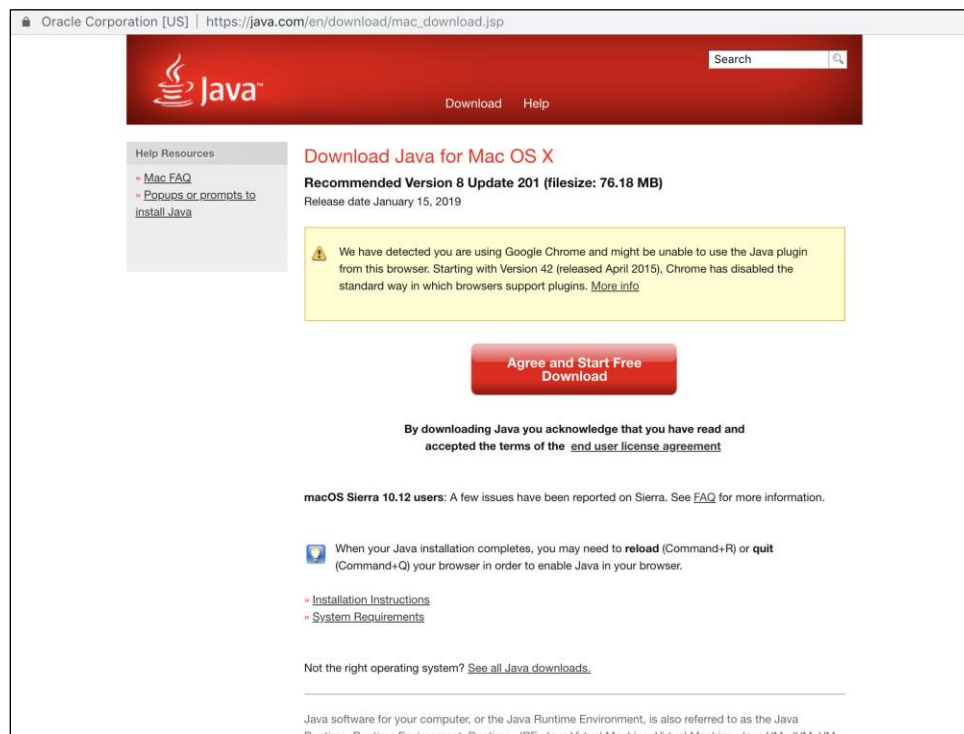 Oracle Corporation [US] | https://java.com/en/download/mac_download.jsp
Search
Java™
Download Help
Help Resources
» Mac FAQ
» Popups or prompts to
install Java
Download Java for Mac OS X
Recommended Version 8 Update 201 (filesize: 76.18 MB)
Release date January 15, 2019
We have detected you are using Google Chrome and might be unable to use the Java plugin
from this browser. Starting with Version 42 (released April 2015), Chrome has disabled the
standard way in which browsers support plugins. More info
Agree and Start Free
Download
By downloading Java you acknowledge that you have read and
accepted the terms of the end user license agreement
macOS Sierra 10.12 users: A few issues have been reported on Sierra. See FAQ for more information.
When your Java installation completes, you may need to reload (Command+R) or quit
(Command+Q) your browser in order to enable Java in your browser.
» Installation Instructions
» System Requirements
Not the right operating system? See all Java downloads.
Java software for your computer, or the Java Runtime Environment, is also referred to as the Java